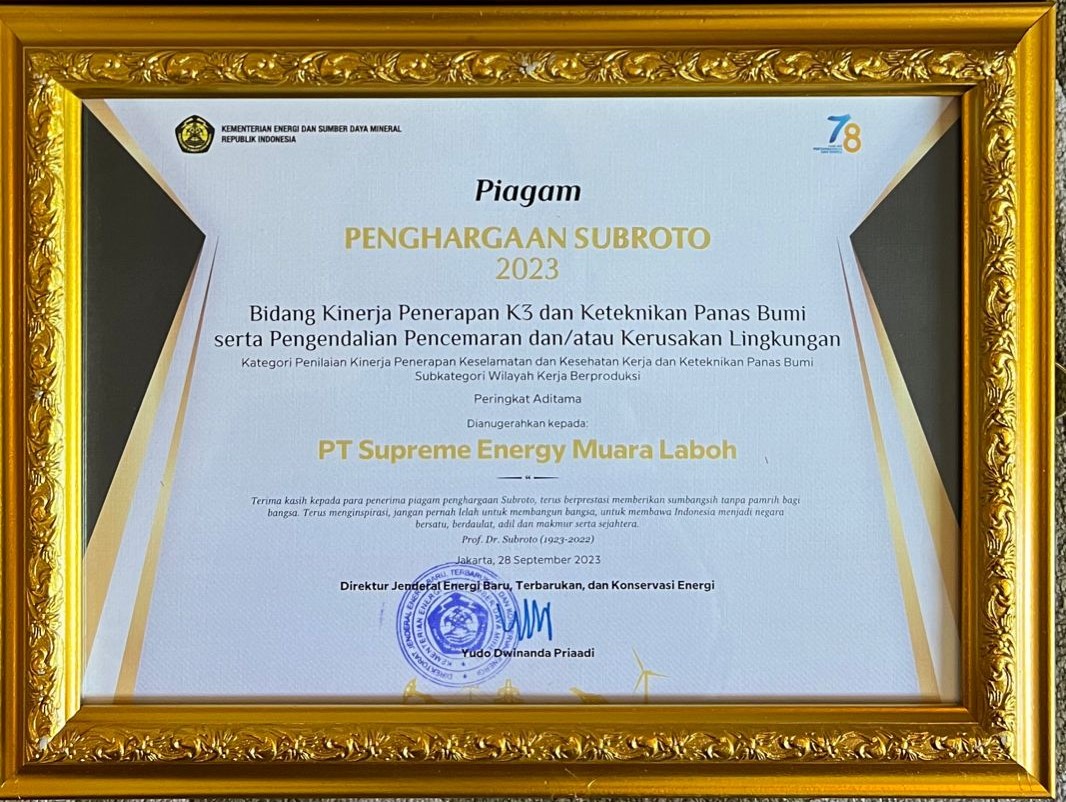 KEMENTERIAN ENERGI DAN SUMBER DAYA MINERAL
REPUBLIK INDONESIA
78
Piagam
PENGHARGAAN SUBROTO
2023
Bidang Kinerja Penerapan K3 dan Keteknikan Panas Bumi
serta Pengendalian Pencemaran dan/atau Kerusakan Lingkungan
Kategori Penilaian Kinerja Penerapan Keselamatan dan Kesehatan Kerja dan Keteknikan Panas Bumi
Subkategori Wilayah Kerja Berproduksi
Peringkat Aditama
Dianugerahkan kepada:
PT Supreme Energy Muara Laboh
Terima kasih kepada para penerima piagam penghargaan Subroto, terus berprestasi memberikan sumbangsih tanpa pamrih bagi
bangsa. Terus menginspirasi, jangan pernah lelah untuk membangun bangsa, untuk membawa Indonesia menjadi negara
bersatu, berdaulat, adil dan makmur serta sejahtera.
Prof. Dr. Subroto (1923-2022)
Jakarta, 28 September 2023
Direktur Jenderal Energi Baru, Terbarukan, dan Konservasi Energi
Yudo Dwinanda Priaadi